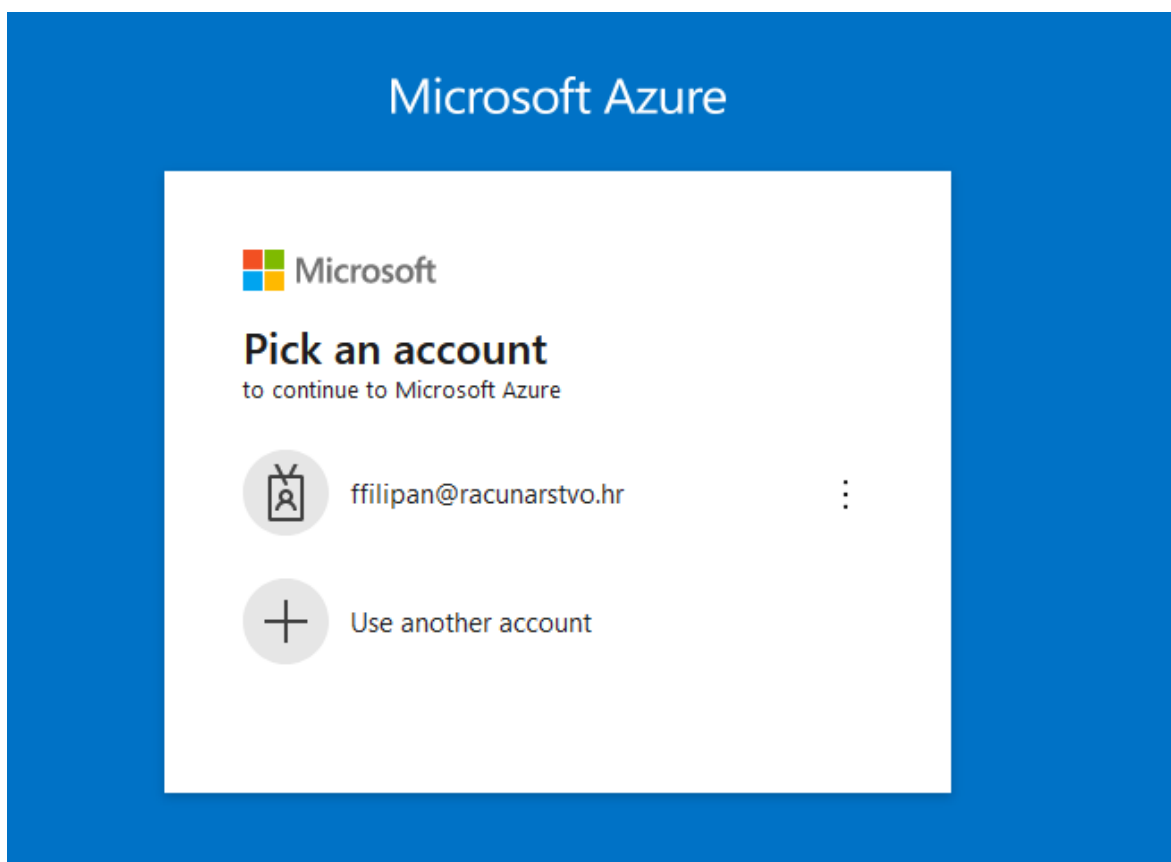 Microsoft Azure
Microsoft
Pick an account
to continue to Microsoft Azure
ffilipan@racunarstvo.hr
Use another account